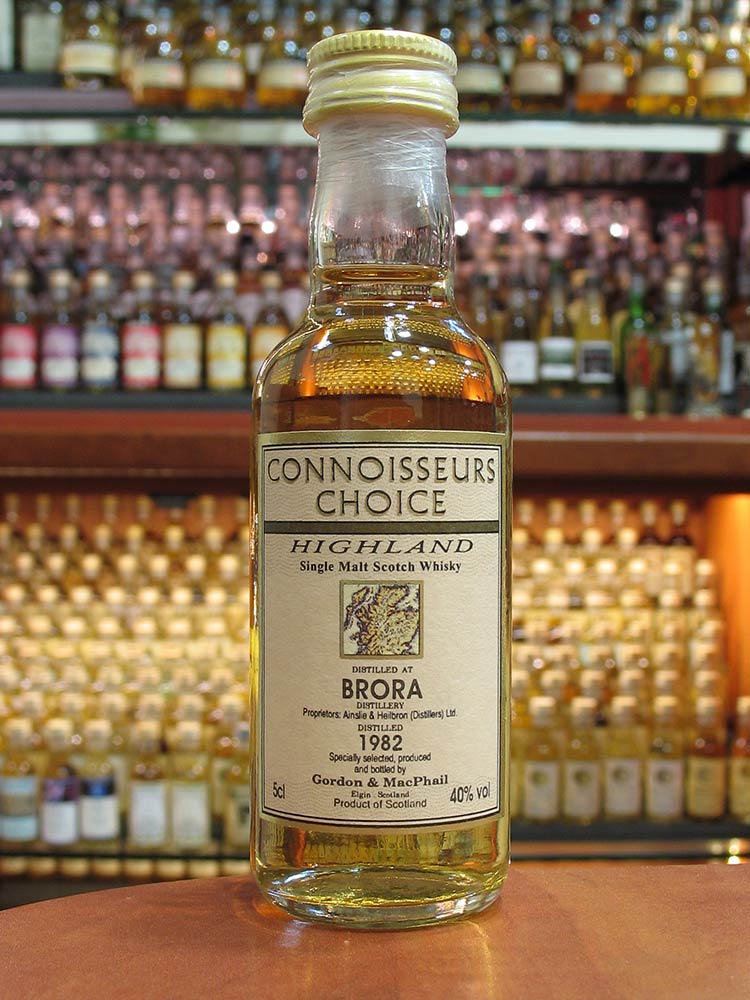 CONNOISSEURS
CHOICE
HIGHLAND
Single Malt Scotch Whisky
DISTILLED AT
BRORA
DISTILLERY
Proprietors: Ainslie & Heilbron (Distillers) Ltd.
DISTILLED
1982
Specially selected, produced
and bottled by
Gordon & MacPhail
Elgin Scotland
Product of Scotland
5cl
40% vol